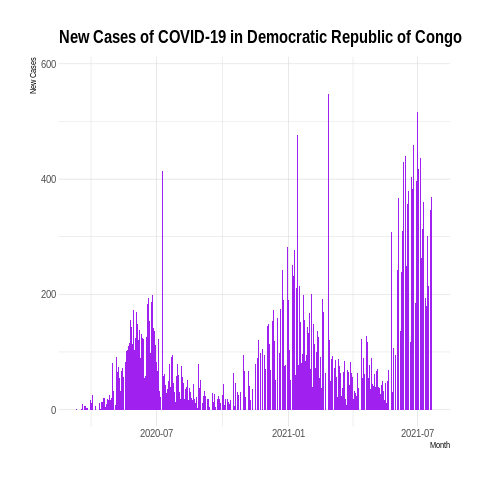 New Cases of COVID-19 in Democratic Republic of Congo
New Cases
600
400
200
0
2020-07
2021-01
2021-07
Month